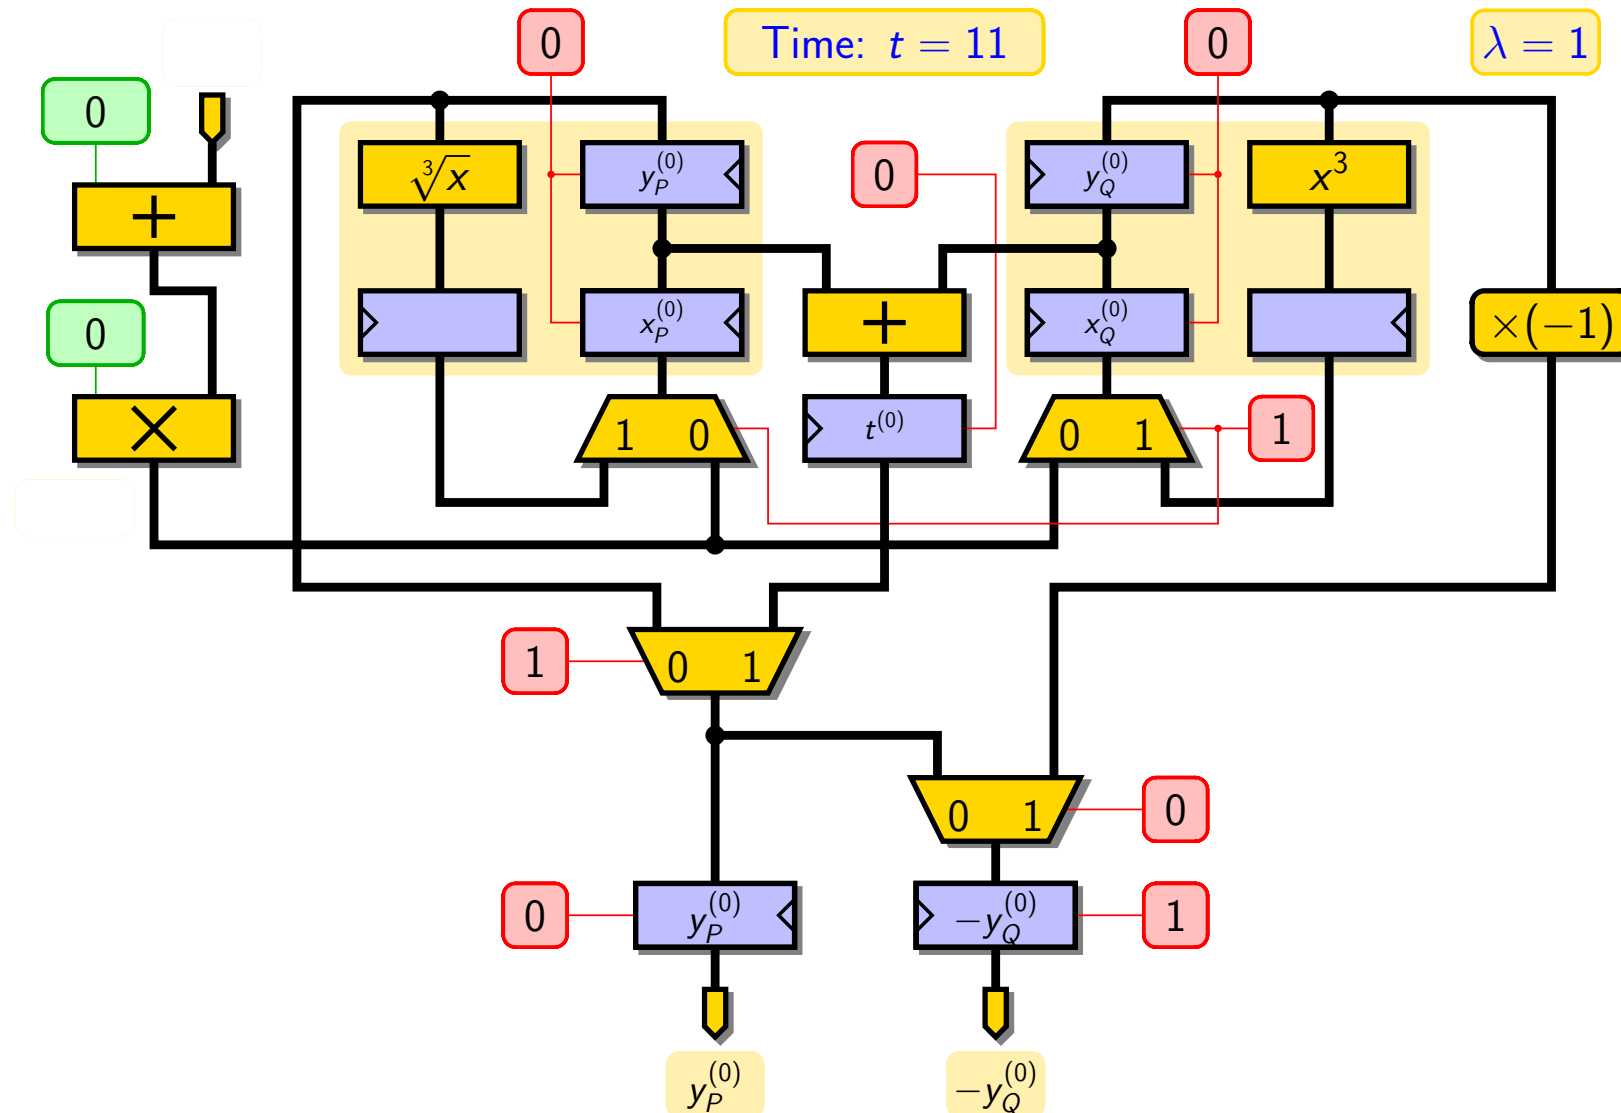 0 Time: t = 11 0 λ = 1
0
0
∛x y_P^(0) y_Q^(0) x^3
+
0 x_P^(0) + x_Q^(0) ×(−1)
× 1 0 t^(0) 0 1 1
1 0 1
0 1 0
0 y_P^(0) −y_Q^(0) 1
y_P^(0) −y_Q^(0)